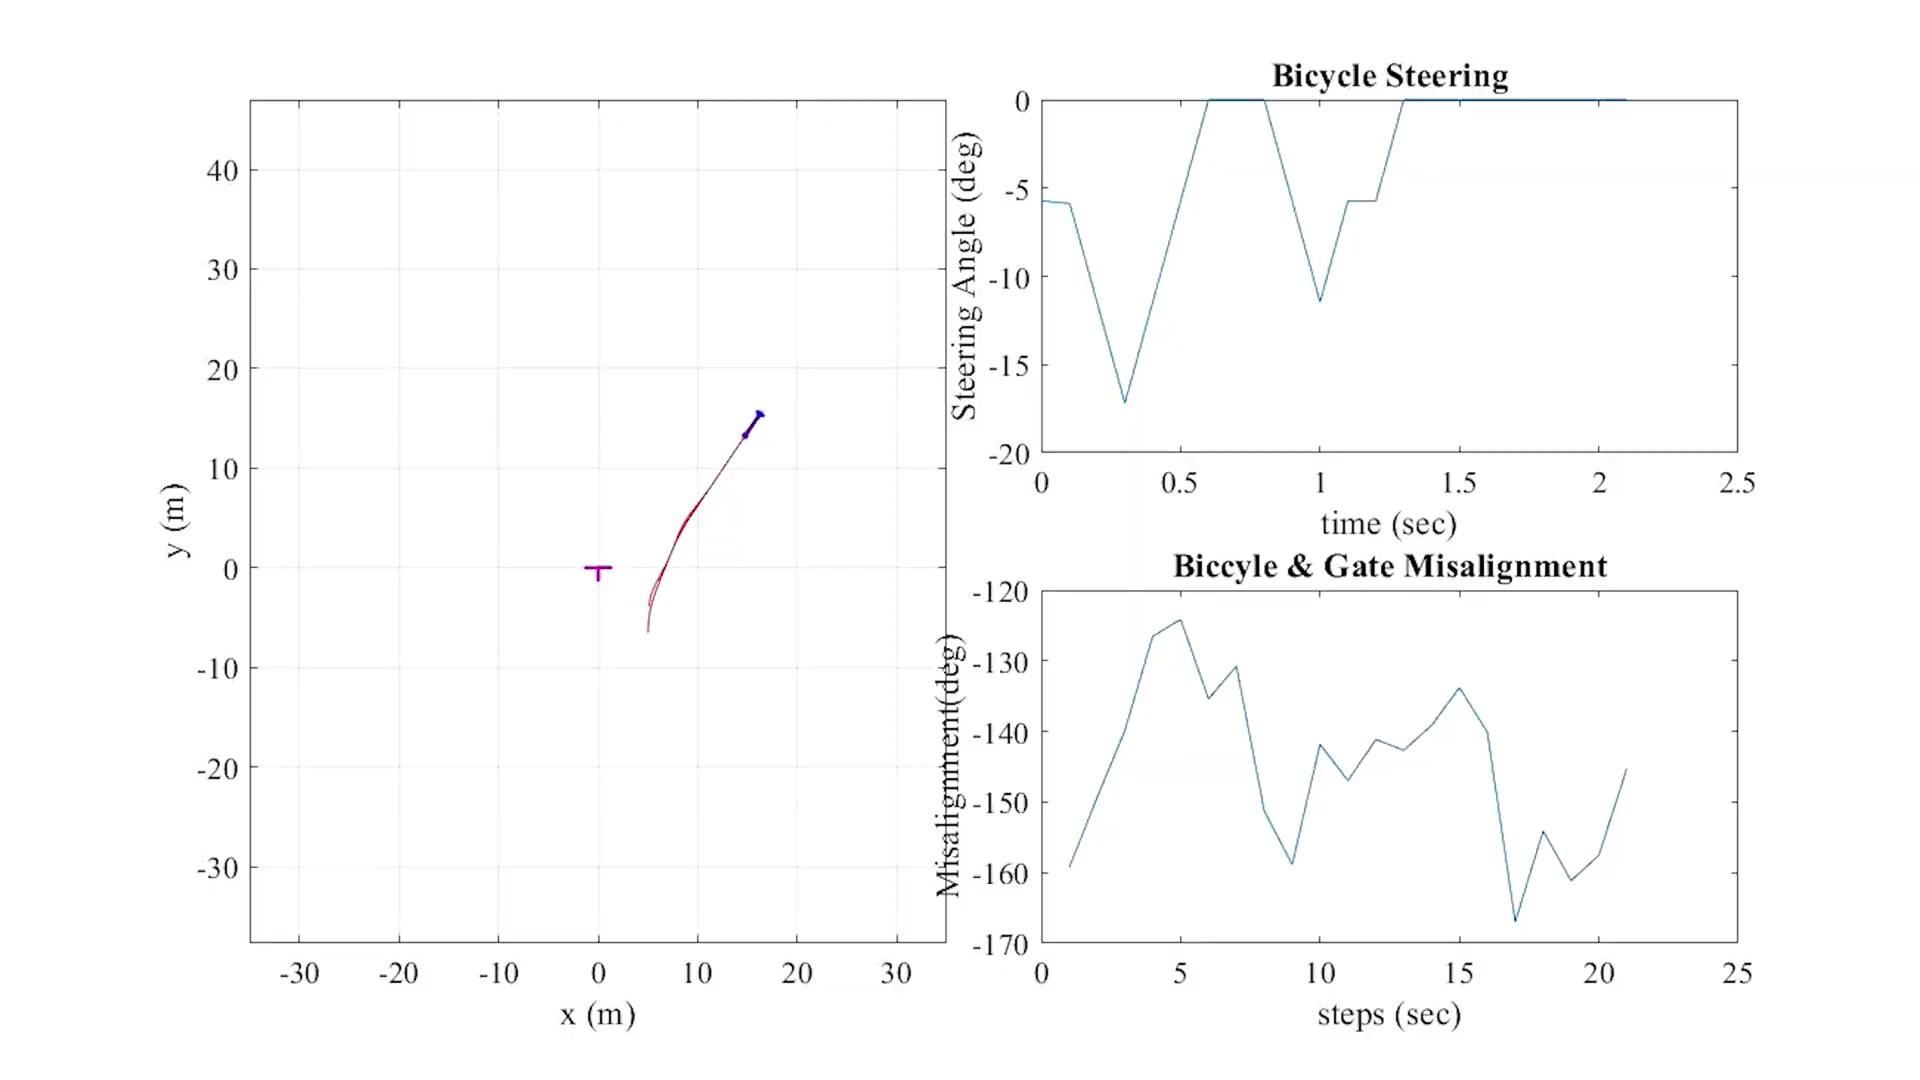 40
30
20
10
0
-10
-20
-30
-30 -20 -10 0 10 20 30
x (m)
y (m)
Bicycle Steering
0
-5
-10
-15
-20
0 0.5 1 1.5 2 2.5
time (sec)
Steering Angle (deg)
Biccyle & Gate Misalignment
-120
-130
-140
-150
-160
-170
0 5 10 15 20 25
steps (sec)
Misalignment(deg)